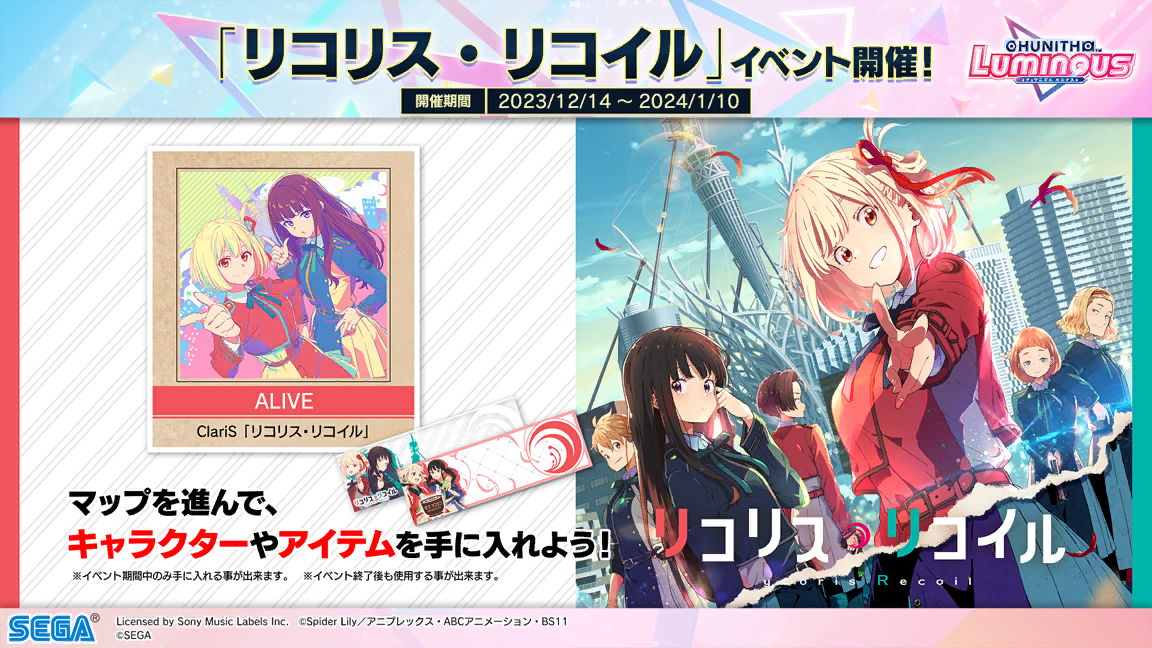 「リコリス・リコイル」イベント開催！
CHUNITHM
LUMINOUS
開催期間
2023/12/14 ～ 2024/1/10
ALIVE
ClariS「リコリス・リコイル」
マップを進んで、
キャラクターやアイテムを手に入れよう！
※イベント期間中のみ手に入れる事が出来ます。 ※イベント終了後も使用する事が出来ます。
リコリス・リコイル
Recoil
SEGA®
Licensed by Sony Music Labels Inc. ©Spider Lily／アニプレックス・ABCアニメーション・BS11
©SEGA